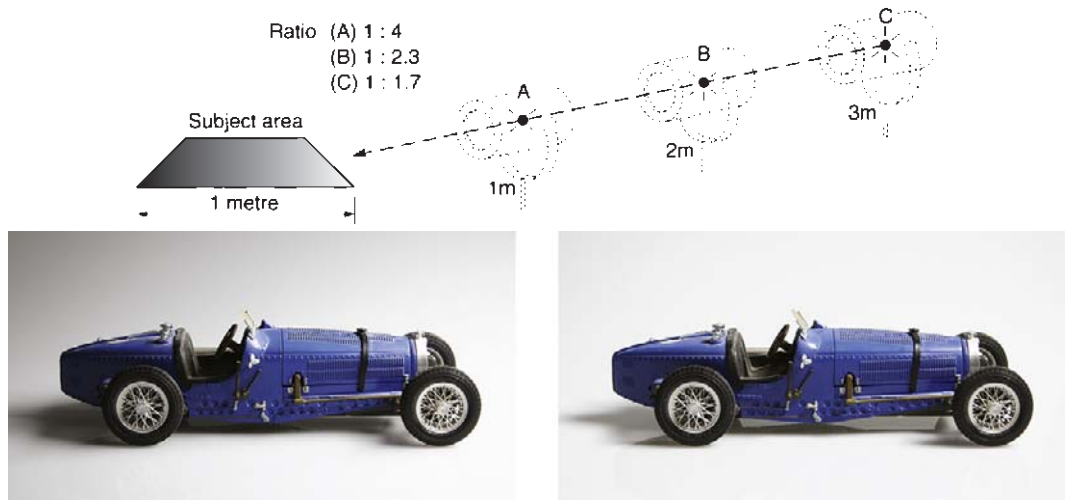 Ratio (A) 1 : 4
(B) 1 : 2.3
(C) 1 : 1.7
C
B
A
3m
2m
1m
Subject area
1 metre